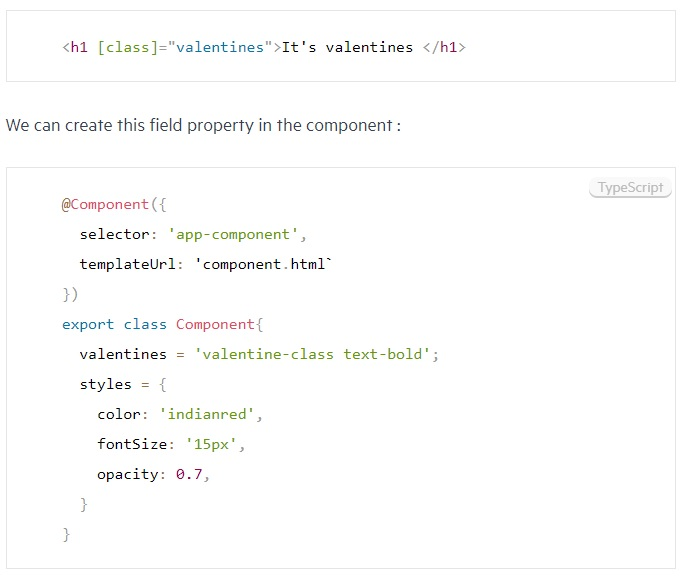 <h1 [class]="valentines">It's valentines </h1>
We can create this field property in the component :
TypeScript
@Component({
  selector: 'app-component',
  templateUrl: 'component.html`
})
export class Component{
  valentines = 'valentine-class text-bold';
  styles = {
    color: 'indianred',
    fontSize: '15px',
    opacity: 0.7,
  }
}